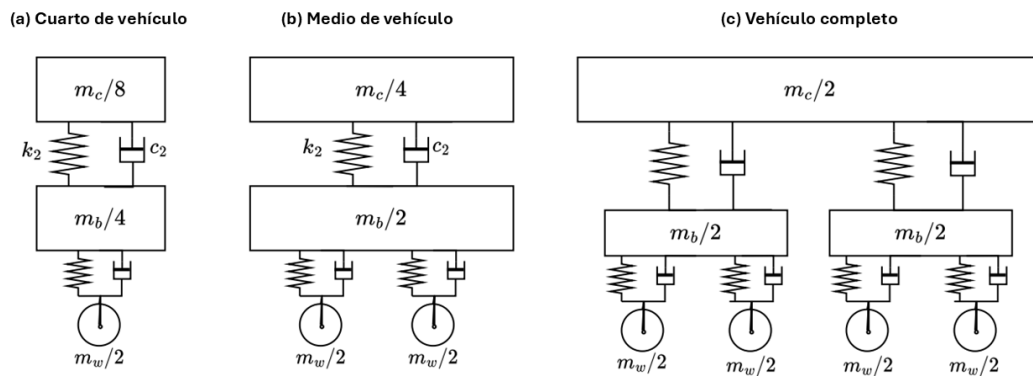 (a) Cuarto de vehículo
(b) Medio de vehículo
(c) Vehículo completo
m_c/8
m_c/4
m_c/2
k_2
c_2
k_2
c_2
m_b/4
m_b/2
m_b/2
m_b/2
m_w/2
m_w/2
m_w/2
m_w/2
m_w/2
m_w/2
m_w/2